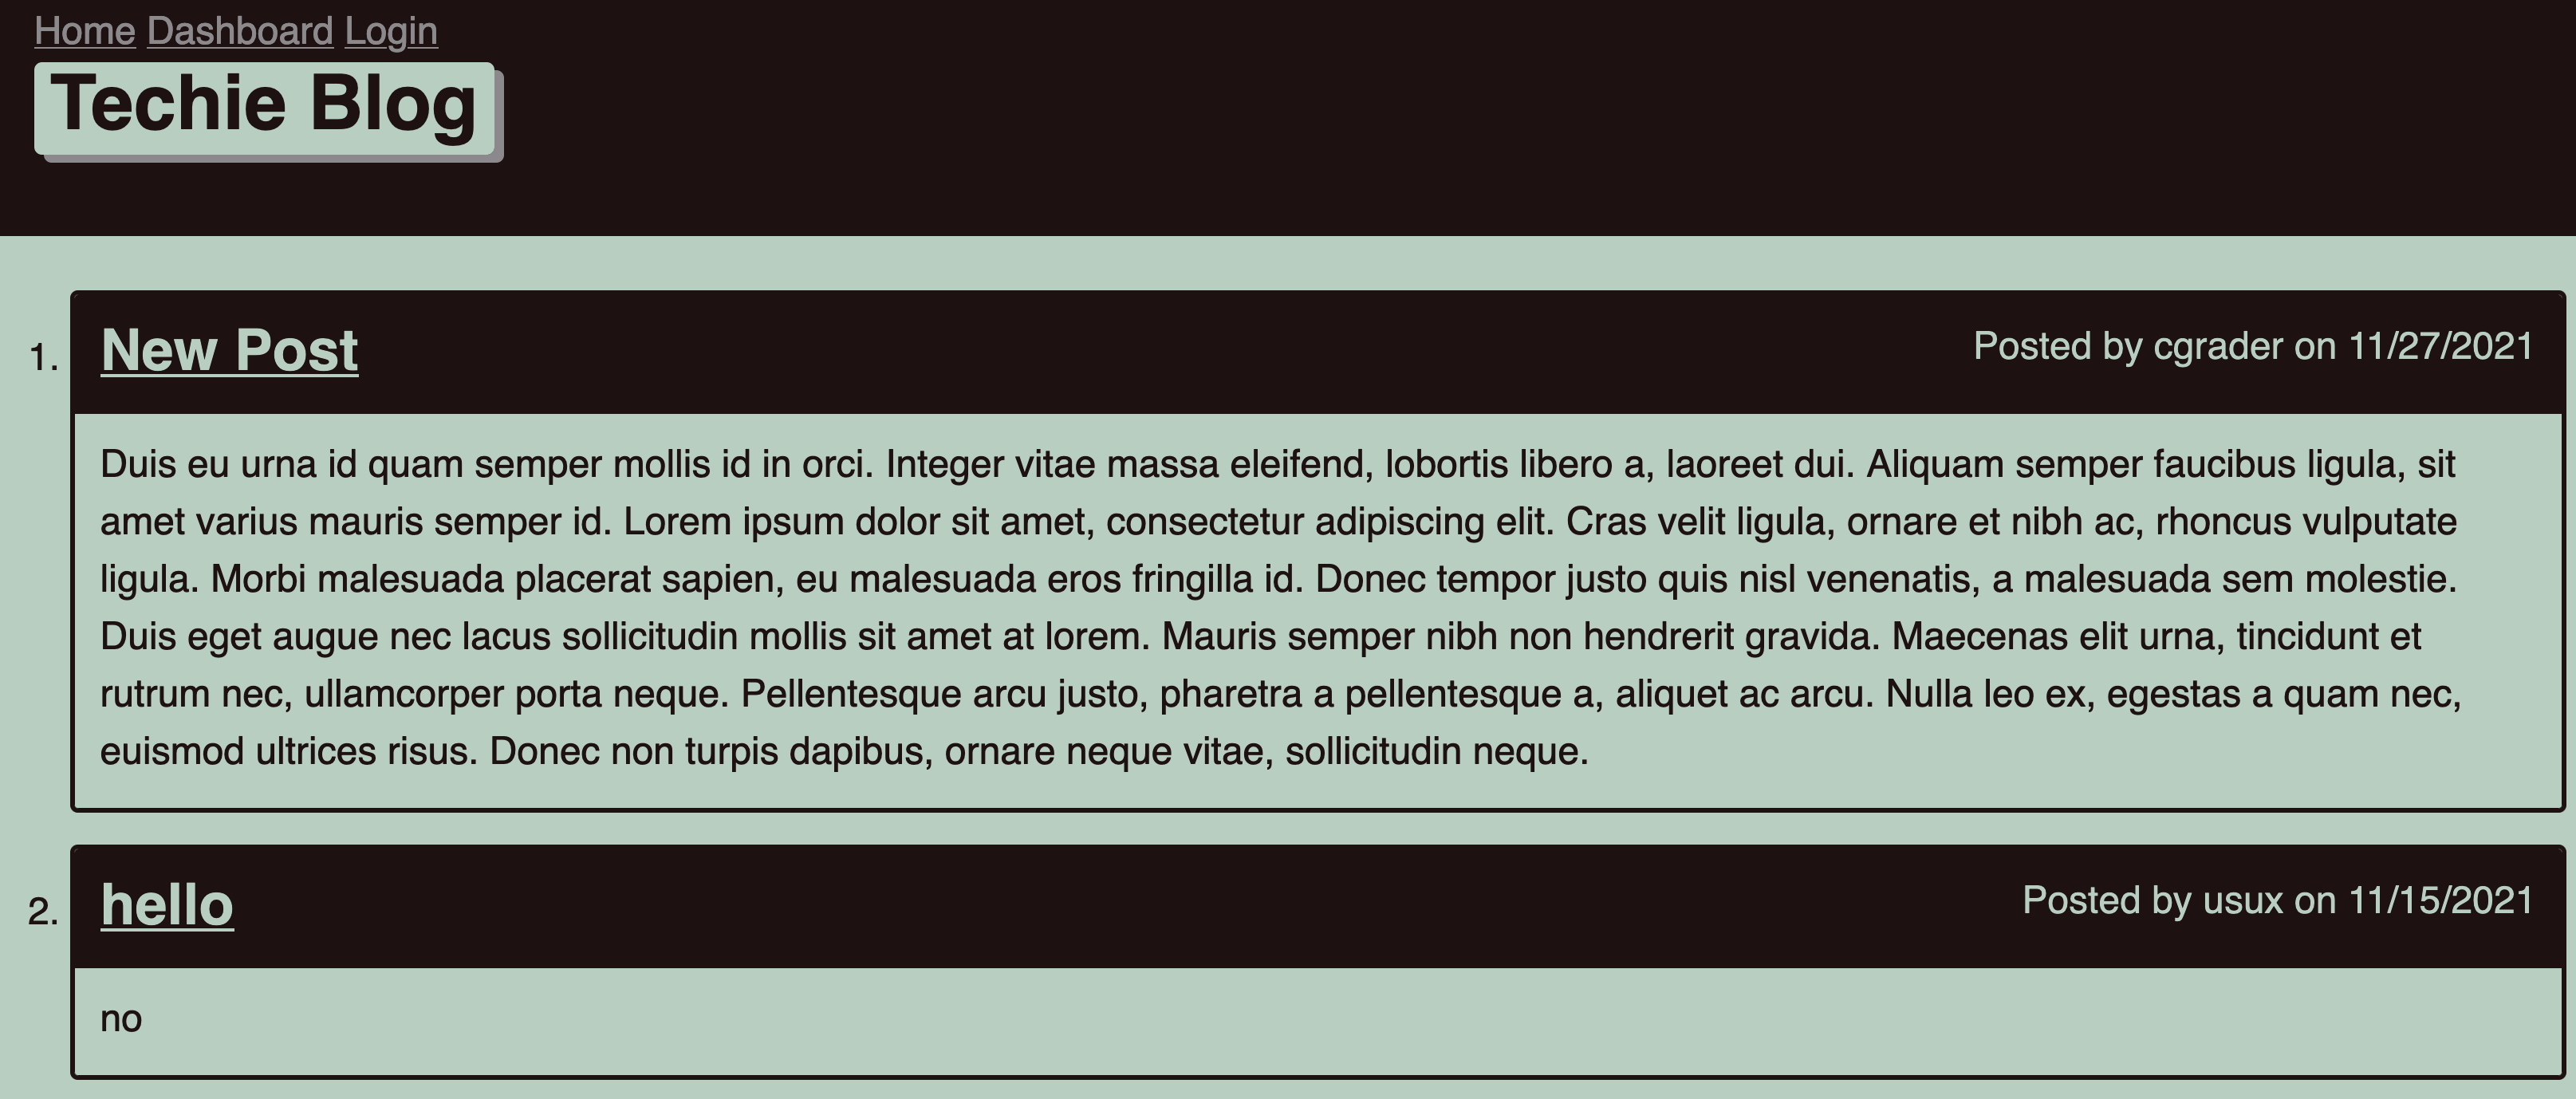 Home Dashboard Login
Techie Blog
1. New Post Posted by cgrader on 11/27/2021
Duis eu urna id quam semper mollis id in orci. Integer vitae massa eleifend, lobortis libero a, laoreet dui. Aliquam semper faucibus ligula, sit
amet varius mauris semper id. Lorem ipsum dolor sit amet, consectetur adipiscing elit. Cras velit ligula, ornare et nibh ac, rhoncus vulputate
ligula. Morbi malesuada placerat sapien, eu malesuada eros fringilla id. Donec tempor justo quis nisl venenatis, a malesuada sem molestie.
Duis eget augue nec lacus sollicitudin mollis sit amet at lorem. Mauris semper nibh non hendrerit gravida. Maecenas elit urna, tincidunt et
rutrum nec, ullamcorper porta neque. Pellentesque arcu justo, pharetra a pellentesque a, aliquet ac arcu. Nulla leo ex, egestas a quam nec,
euismod ultrices risus. Donec non turpis dapibus, ornare neque vitae, sollicitudin neque.
2. hello Posted by usux on 11/15/2021
no